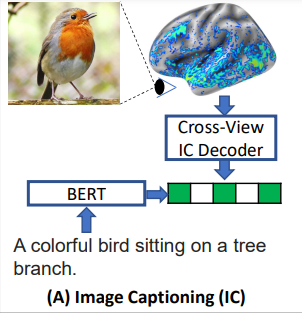 Cross-View
IC Decoder
BERT
A colorful bird sitting on a tree
branch.
(A) Image Captioning (IC)